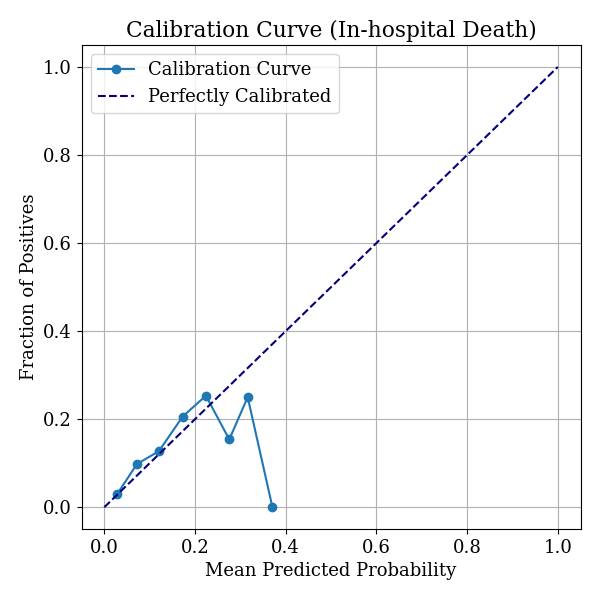 Calibration Curve (In-hospital Death)
Calibration Curve
Perfectly Calibrated
1.0
0.8
0.6
0.4
0.2
0.0
Fraction of Positives
0.0 0.2 0.4 0.6 0.8 1.0
Mean Predicted Probability